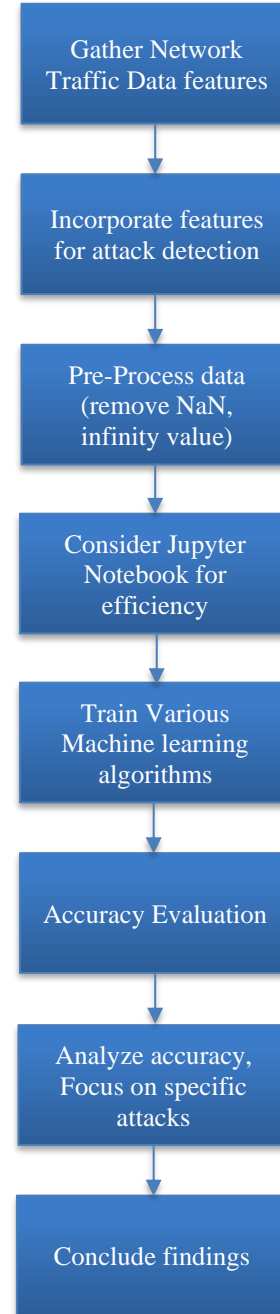 Gather Network
Traffic Data features
Incorporate features
for attack detection
Pre-Process data
(remove NaN,
infinity value)
Consider Jupyter
Notebook for
efficiency
Train Various
Machine learning
algorithms
Accuracy Evaluation
Analyze accuracy,
Focus on specific
attacks
Conclude findings